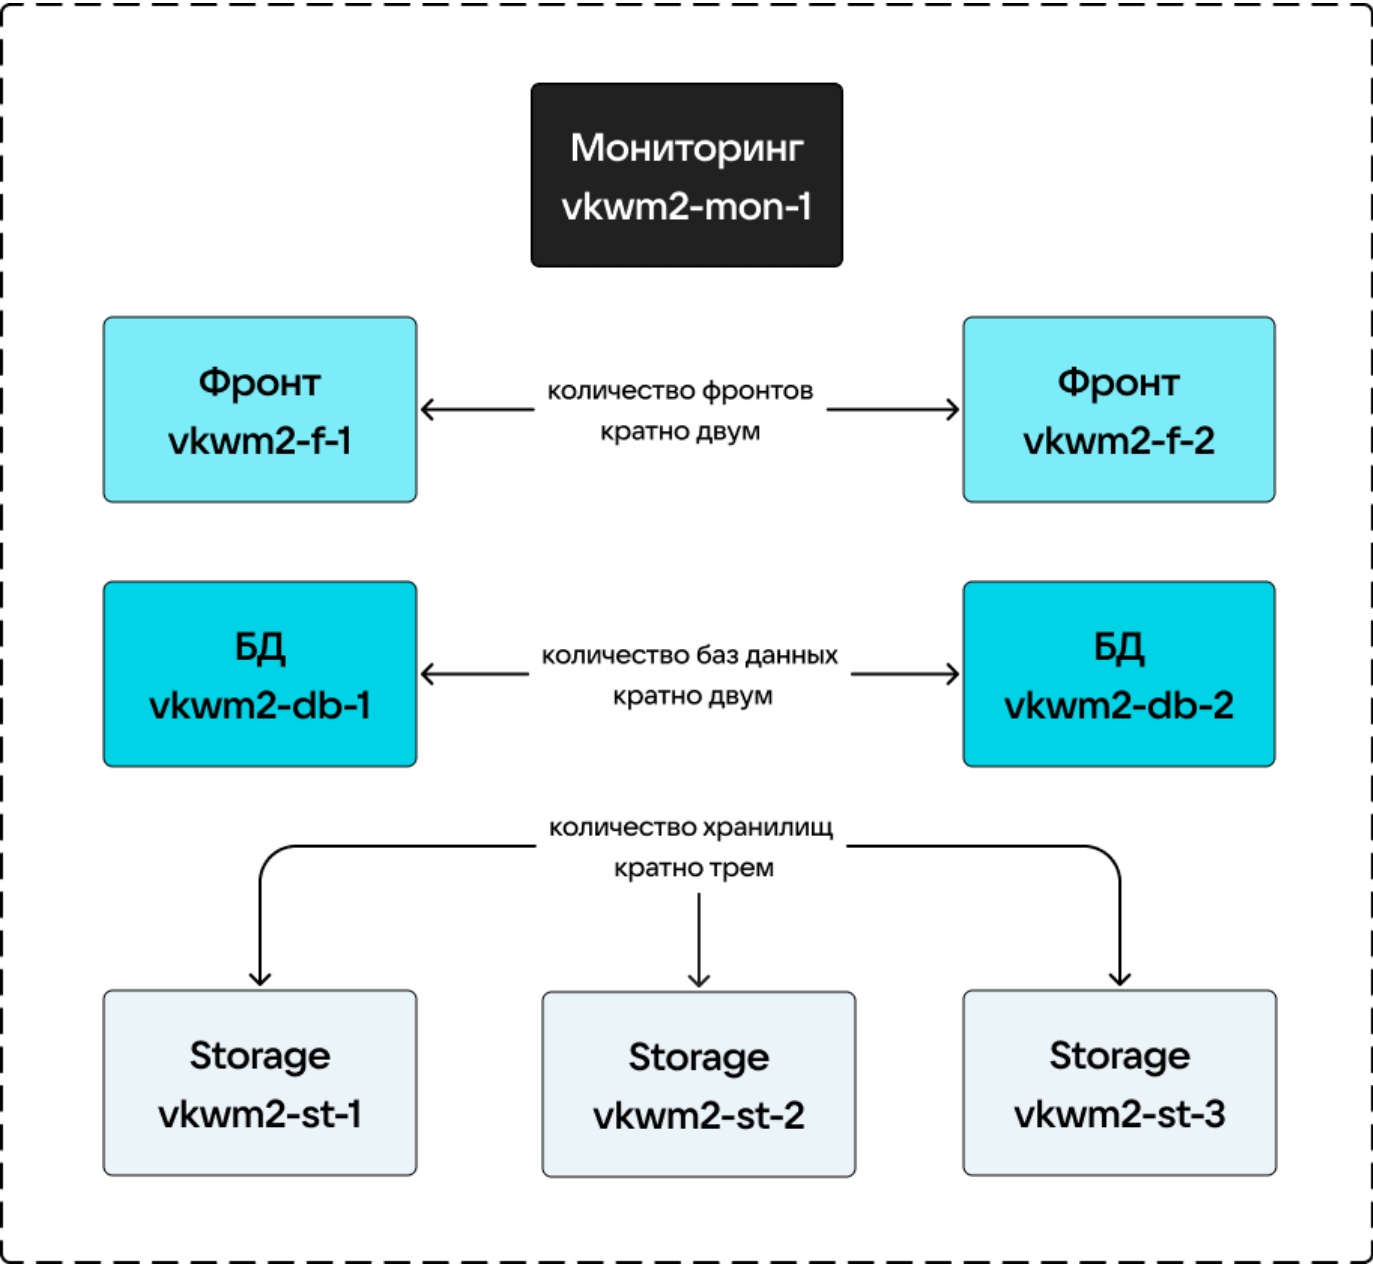 Мониторинг
vkwm2-mon-1
Фронт
vkwm2-f-1
количество фронтов
кратно двум
Фронт
vkwm2-f-2
БД
vkwm2-db-1
количество баз данных
кратно двум
БД
vkwm2-db-2
количество хранилищ
кратно трем
Storage
vkwm2-st-1
Storage
vkwm2-st-2
Storage
vkwm2-st-3